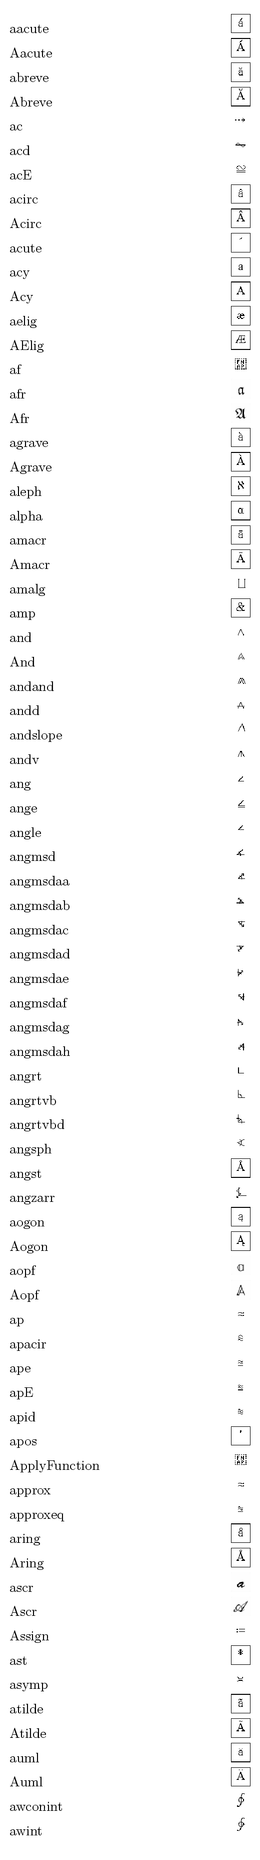 aacute á
Aacute Á
abreve ă
Abreve Ă
ac
acd
acE ≅
acirc â
Acirc Â
acute ´
acy а
Acy А
aelig æ
AElig Æ
af
afr 𝔞
Afr 𝔄
agrave à
Agrave À
aleph ℵ
alpha α
amacr ā
Amacr Ā
amalg ⨿
amp &
and ∧
And ⩓
andand ⩕
andd ⩜
andslope ⩘
andv ⩚
ang ∠
ange ⦤
angle ∠
angmsd ∡
angmsdaa ⦨
angmsdab ⦩
angmsdac ⦪
angmsdad ⦫
angmsdae ⦬
angmsdaf ⦭
angmsdag ⦮
angmsdah ⦯
angrt ∟
angrtvb ⊾
angrtvbd ⦝
angsph ∢
angst Å
angzarr ⍼
aogon ą
Aogon Ą
aopf 𝕒
Aopf 𝔸
ap ≈
apacir ⩯
ape ≊
apE ⩰
apid ≋
apos '
ApplyFunction
approx ≈
approxeq ≊
aring å
Aring Å
ascr 𝒶
Ascr 𝒜
Assign ≔
ast *
asymp ≍
atilde ã
Atilde Ã
auml ä
Auml Ä
awconint ∳
awint ⨑